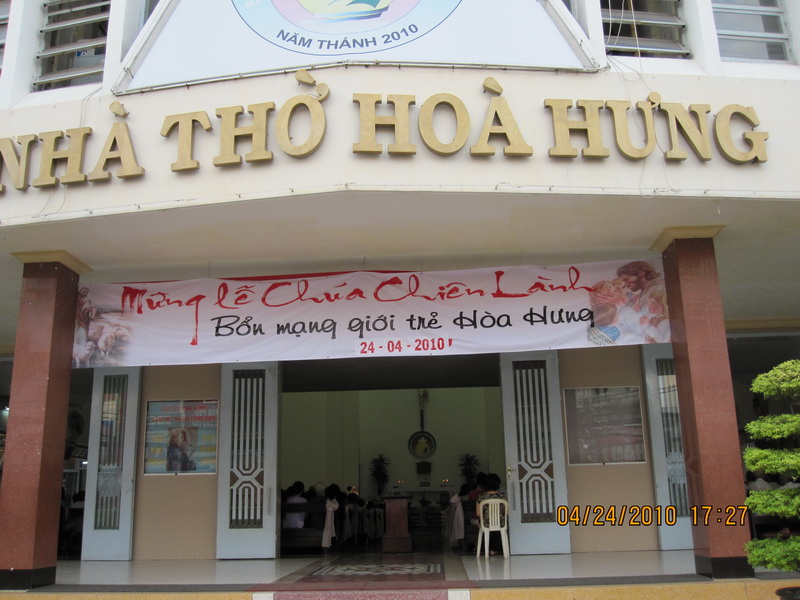 NĂM THÁNH 2010
NHÀ THỜ HOÀ HƯNG
Mừng lễ Chúa Chiên Lành
Bổn mạng giới trẻ Hòa Hưng
24 - 04 - 2010
04/24/2010 17:27